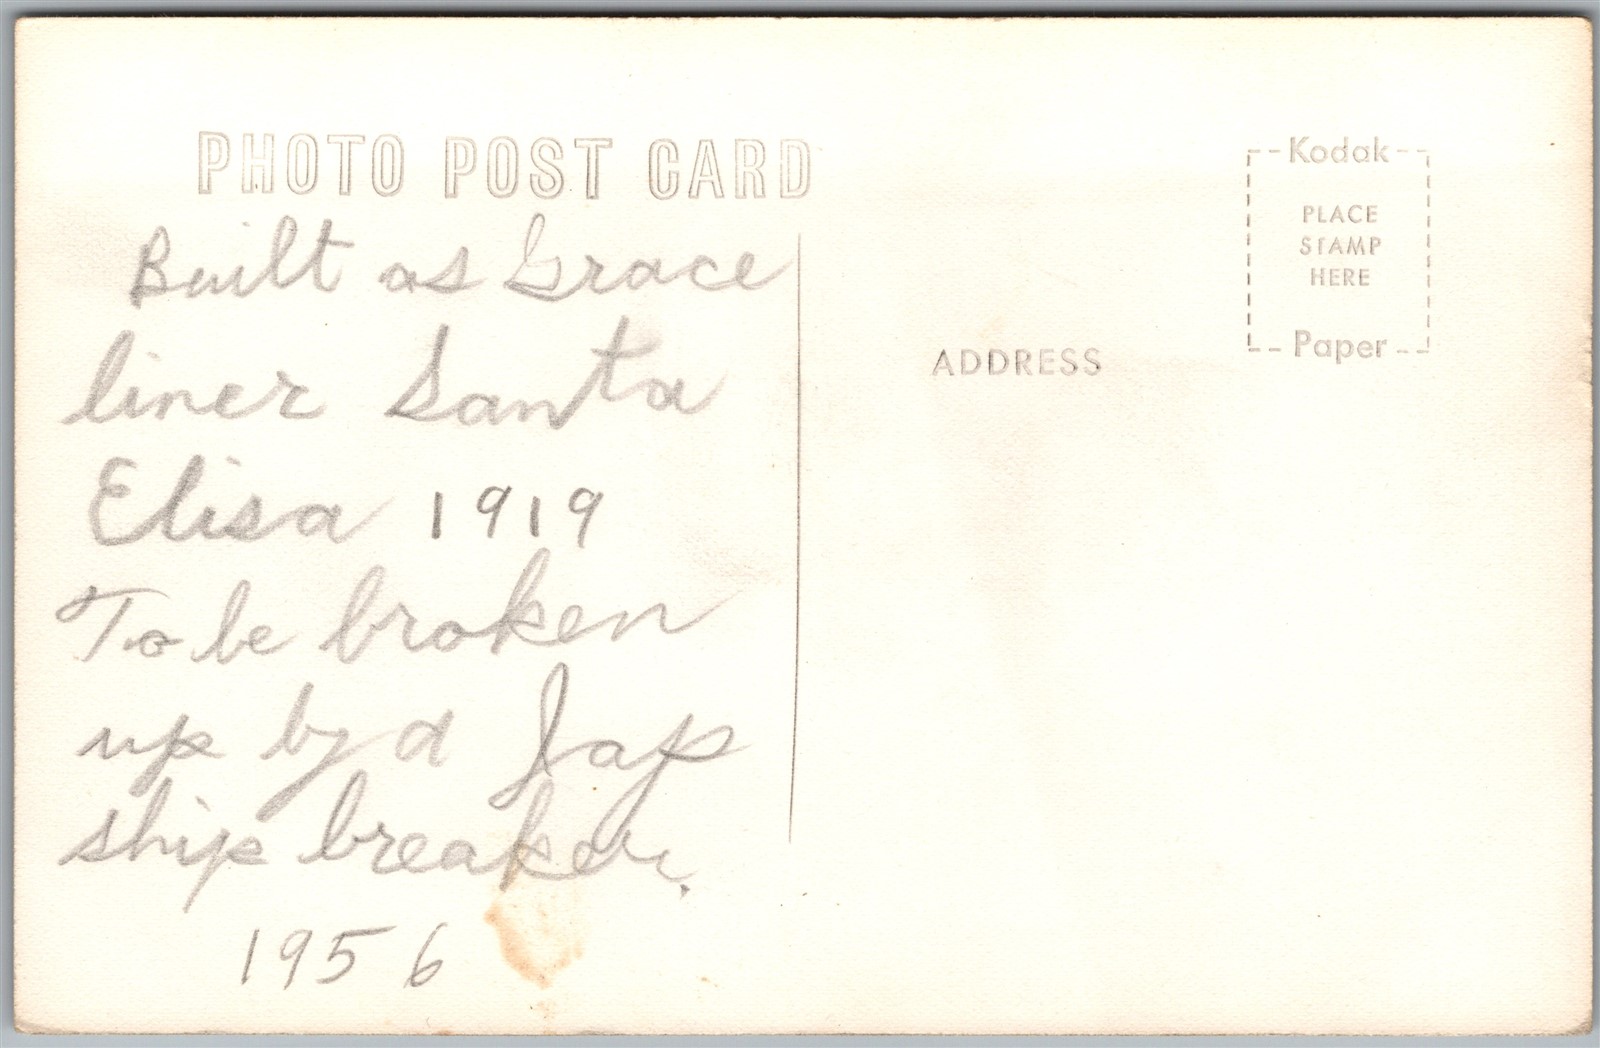 PHOTO POST CARD
Built as Grace
liner Santa
Elisa 1919
To be broken
up by a Jap
ship breaker.
1956
ADDRESS
Kodak
PLACE
STAMP
HERE
Paper